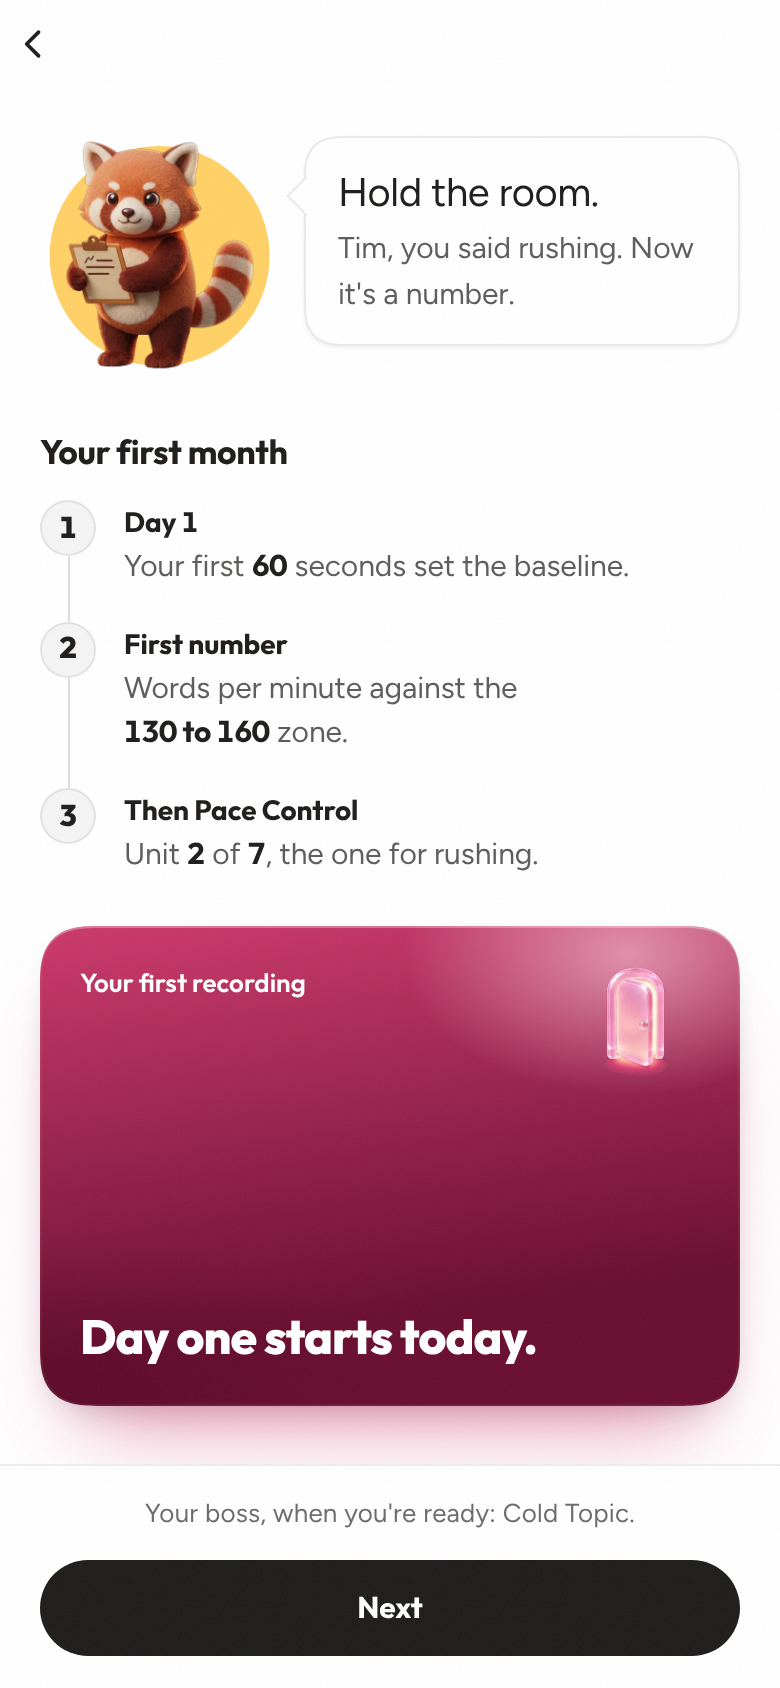 Hold the room.
Tim, you said rushing. Now
it's a number.
Your first month
1
Day 1
Your first 60 seconds set the baseline.
2
First number
Words per minute against the
130 to 160 zone.
3
Then Pace Control
Unit 2 of 7, the one for rushing.
Your first recording
Day one starts today.
Your boss, when you're ready: Cold Topic.
Next